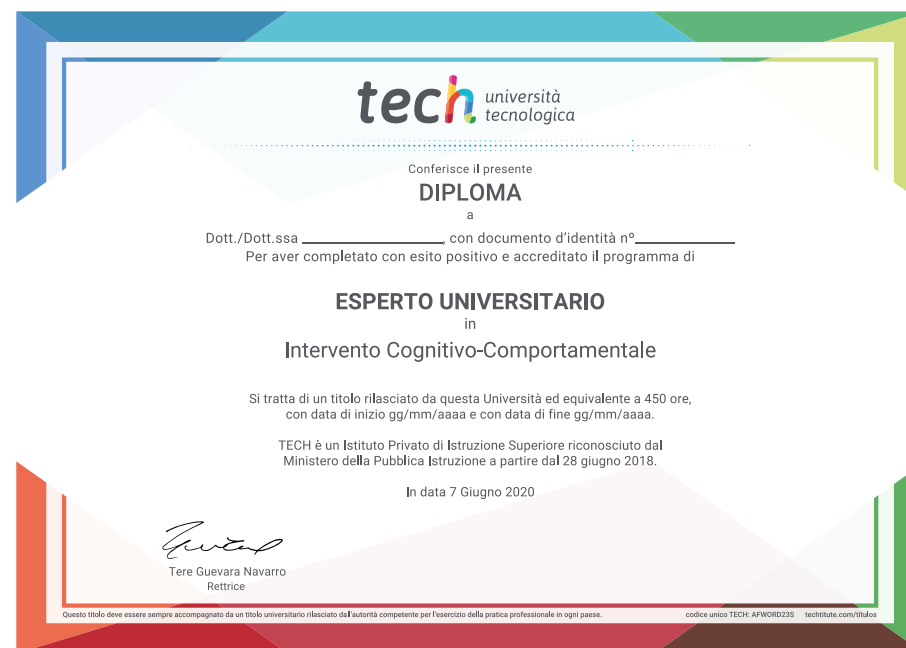 tech università
tecnologica
Conferisce il presente
DIPLOMA
a
Dott./Dott.ssa ____________________, con documento d'identità nº______________
Per aver completato con esito positivo e accreditato il programma di
ESPERTO UNIVERSITARIO
in
Intervento Cognitivo-Comportamentale
Si tratta di un titolo rilasciato da questa Università ed equivalente a 450 ore,
con data di inizio gg/mm/aaaa e con data di fine gg/mm/aaaa.
TECH è un Istituto Privato di Istruzione Superiore riconosciuto dal
Ministero della Pubblica Istruzione a partire dal 28 giugno 2018.
In data 7 Giugno 2020
Tere Guevara Navarro
Rettrice
Questo titolo deve essere sempre accompagnato da un titolo universitario rilasciato dall'autorità competente per l'esercizio della pratica professionale in ogni paese. codice unico TECH: AFWORD23S techtitute.com/titulos